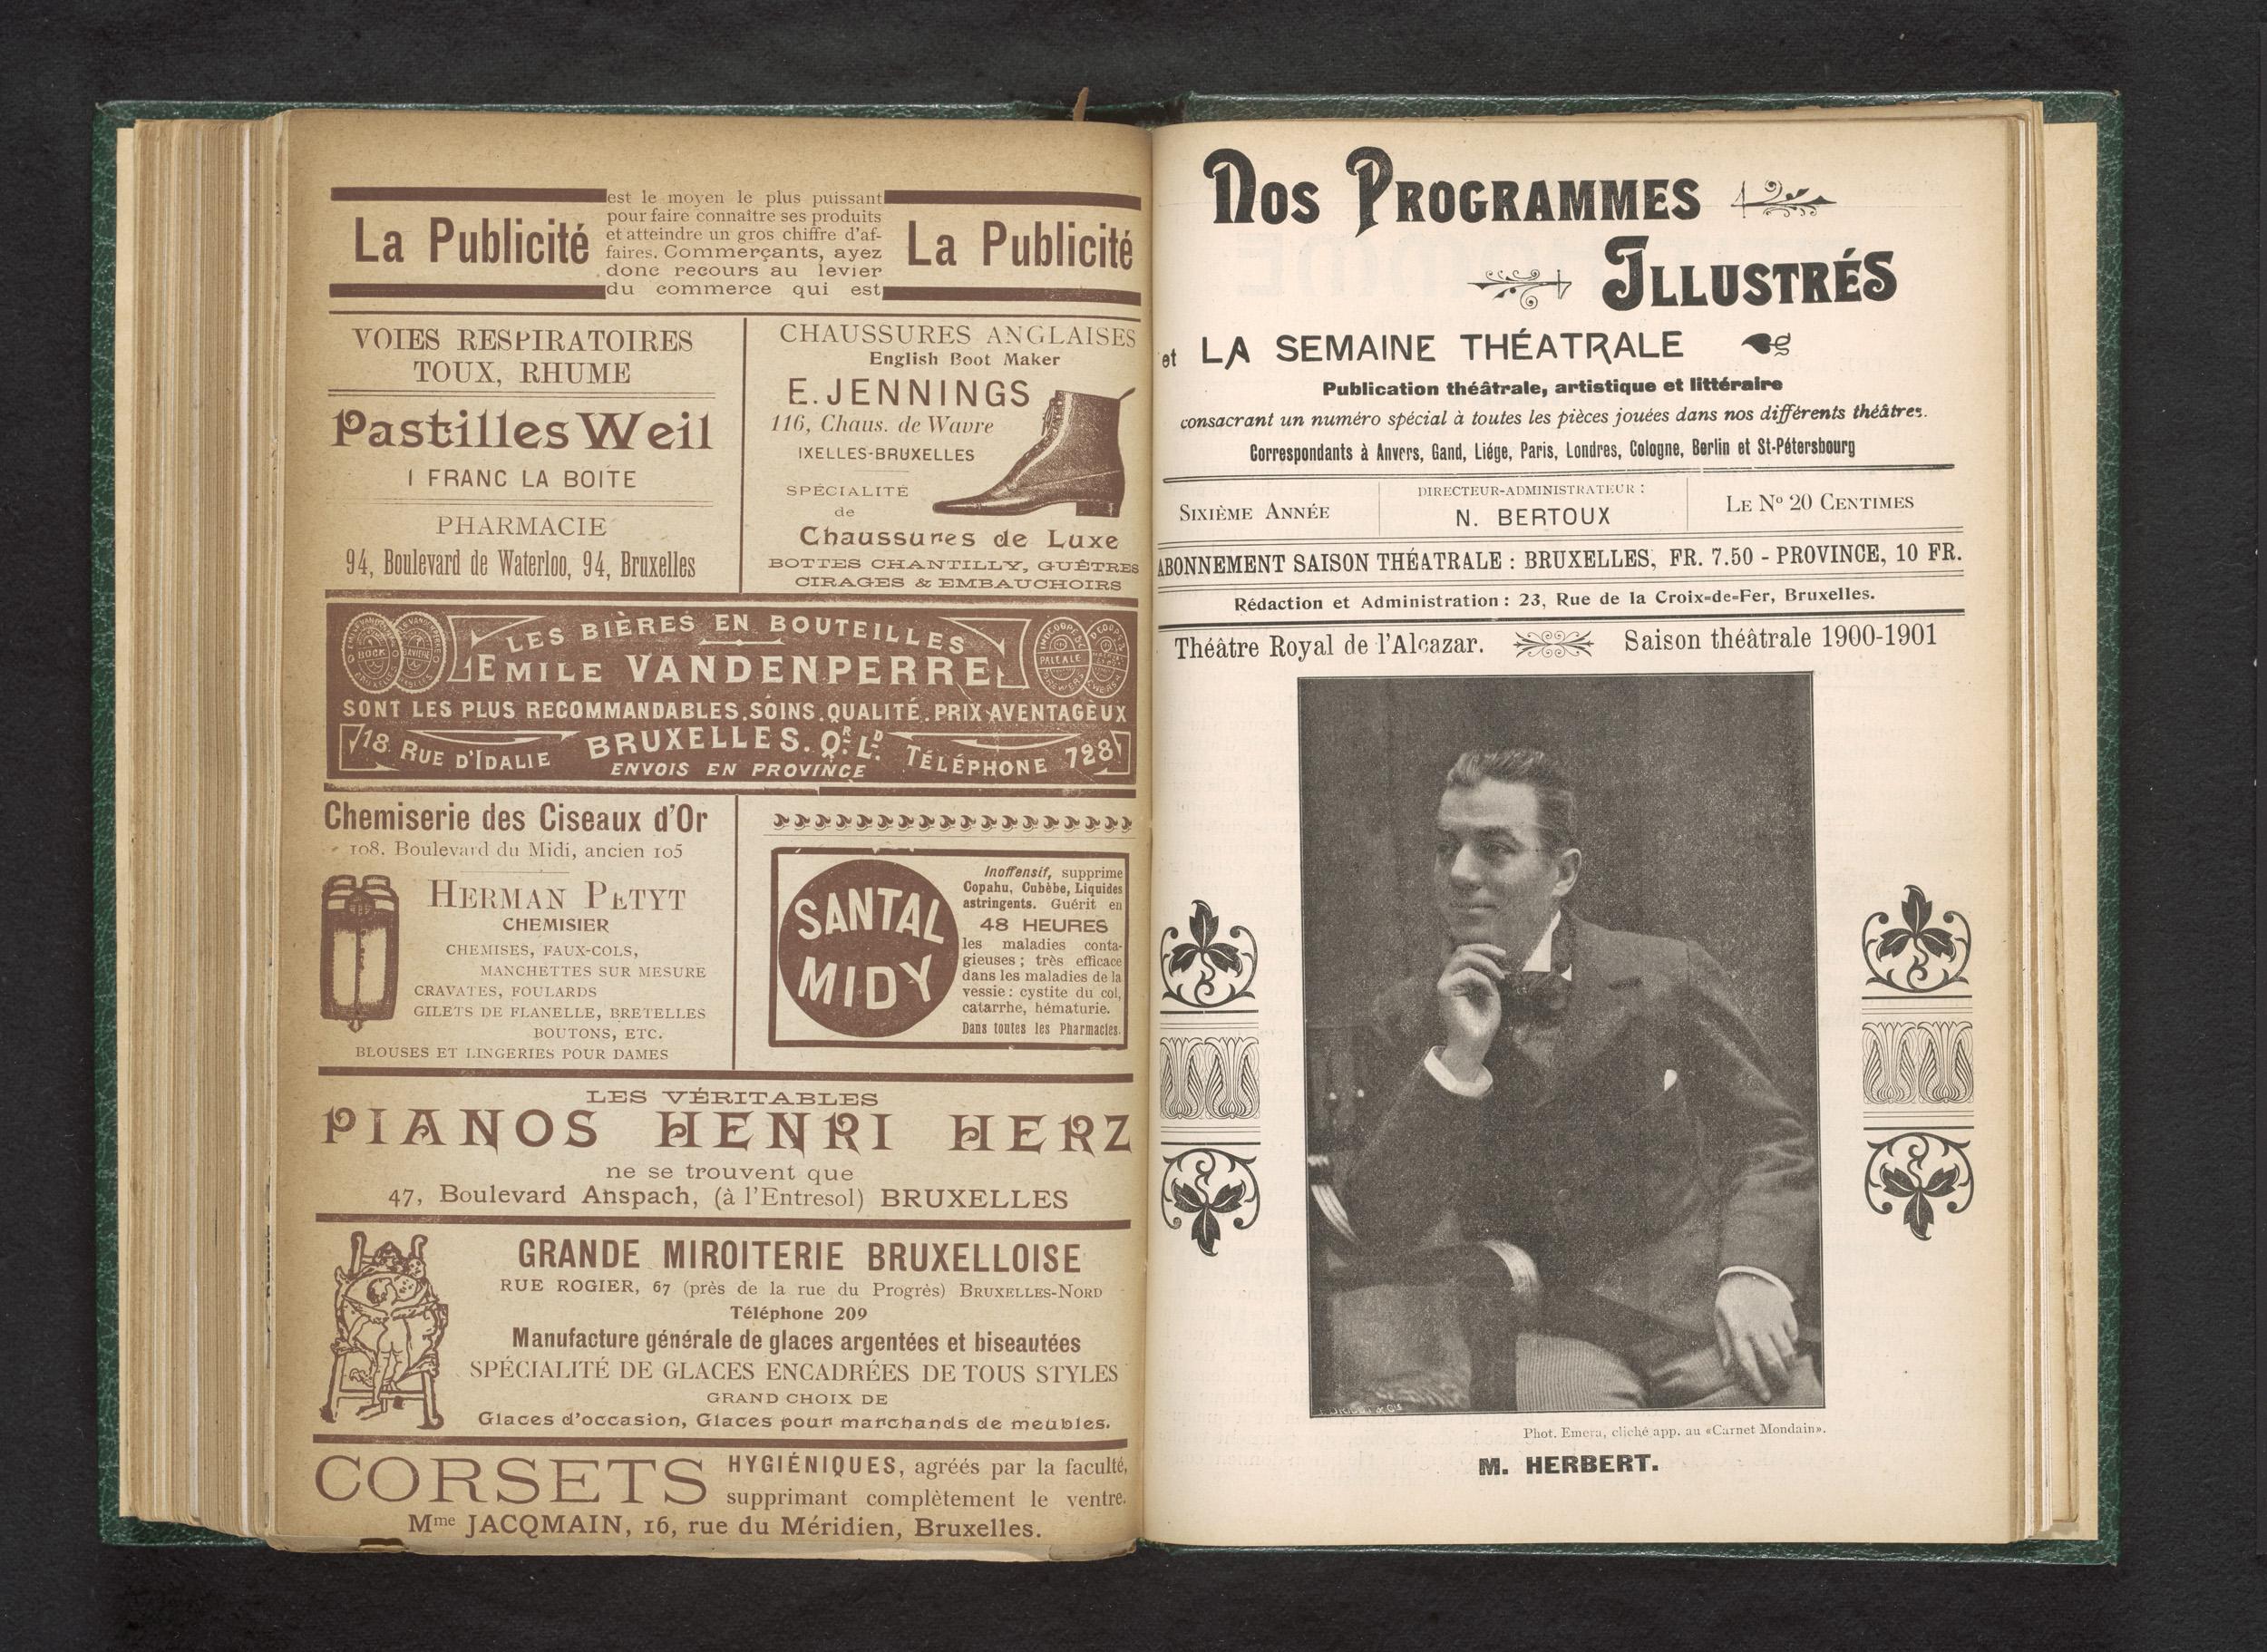 La Publicité
est le moyen le plus puissant
pour faire connaître ses produits
et atteindre un gros chiffre d'af-
faires. Commerçants, ayez
donc recours au levier
du commerce qui est
La Publicité
VOIES RESPIRATOIRES
TOUX, RHUME
Pastilles Weil
1 FRANC LA BOITE
PHARMACIE
94, Boulevard de Waterloo, 94, Bruxelles
CHAUSSURES ANGLAISES
English Boot Maker
E. JENNINGS
116, Chaus. de Wavre
IXELLES-BRUXELLES
SPÉCIALITÉ
de
Chaussures de Luxe
BOTTES CHANTILLY, GUÊTRES
CIRAGES & EMBAUCHOIRS
LES BIÈRES EN BOUTEILLES
EMILE VANDENPERRE
BOCK
BAVIÈRE
PALE ALE
SONT LES PLUS RECOMMANDABLES. SOINS. QUALITÉ. PRIX AVENTAGEUX
18. RUE D'IDALIE BRUXELLES. QR. LD. TÉLÉPHONE 728
ENVOIS EN PROVINCE
Chemiserie des Ciseaux d'Or
108. Boulevard du Midi, ancien 105
HERMAN PETYT
CHEMISIER
CHEMISES, FAUX-COLS,
MANCHETTES SUR MESURE
CRAVATES, FOULARDS
GILETS DE FLANELLE, BRETELLES
BOUTONS, ETC.
BLOUSES ET LINGERIES POUR DAMES
SANTAL
MIDY
Inoffensif, supprime
Copahu, Cubèbe, Liquides
astringents. Guérit en
48 HEURES
les maladies conta-
gieuses; très efficace
dans les maladies de la
vessie: cystite du col,
catarrhe, hématurie.
Dans toutes les Pharmacies.
LES VÉRITABLES
PIANOS HENRI HERZ
ne se trouvent que
47, Boulevard Anspach, (à l'Entresol) BRUXELLES
GRANDE MIROITERIE BRUXELLOISE
RUE ROGIER, 67 (près de la rue du Progrès) BRUXELLES-NORD
Téléphone 209
Manufacture générale de glaces argentées et biseautées
SPÉCIALITÉ DE GLACES ENCADRÉES DE TOUS STYLES
GRAND CHOIX DE
Glaces d'occasion, Glaces pour marchands de meubles.
CORSETS HYGIÉNIQUES, agréés par la faculté,
supprimant complètement le ventre.
Mme JACQMAIN, 16, rue du Méridien, Bruxelles.
NOS PROGRAMMES
ILLUSTRÉS
et LA SEMAINE THÉATRALE
Publication théâtrale, artistique et littéraire
consacrant un numéro spécial à toutes les pièces jouées dans nos différents théâtres.
Correspondants à Anvers, Gand, Liége, Paris, Londres, Cologne, Berlin et St-Pétersbourg
SIXIÈME ANNÉE
DIRECTEUR-ADMINISTRATEUR :
N. BERTOUX
LE No 20 CENTIMES
ABONNEMENT SAISON THÉATRALE : BRUXELLES, FR. 7.50 - PROVINCE, 10 FR.
Rédaction et Administration : 23, Rue de la Croix-de-Fer, Bruxelles.
Théâtre Royal de l'Alcazar. Saison théâtrale 1900-1901
Phot. Emera, cliché app. au «Carnet Mondain».
M. HERBERT.